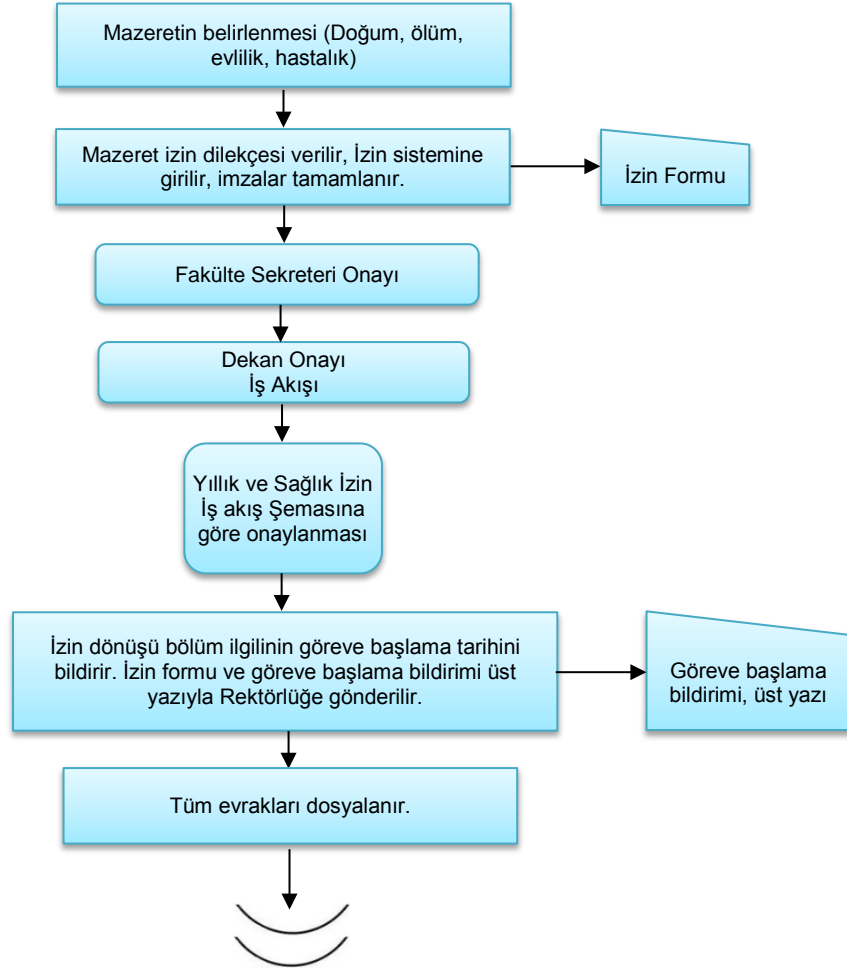 Mazeretin belirlenmesi (Doğum, ölüm,
evlilik, hastalık)
Mazeret izin dilekçesi verilir, İzin sistemine
girilir, imzalar tamamlanır.
İzin Formu
Fakülte Sekreteri Onayı
Dekan Onayı
İş Akışı
Yıllık ve Sağlık İzin
İş akış Şemasına
göre onaylanması
İzin dönüşü bölüm ilgilinin göreve başlama tarihini
bildirir. İzin formu ve göreve başlama bildirimi üst
yazıyla Rektörlüğe gönderilir.
Göreve başlama
bildirimi, üst yazı
Tüm evrakları dosyalanır.